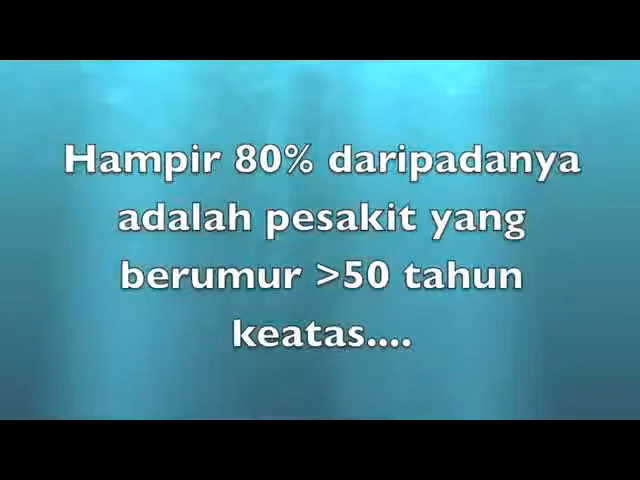 Hampir 80% daripadanya
adalah pesakit yang
berumur >50 tahun
keatas....